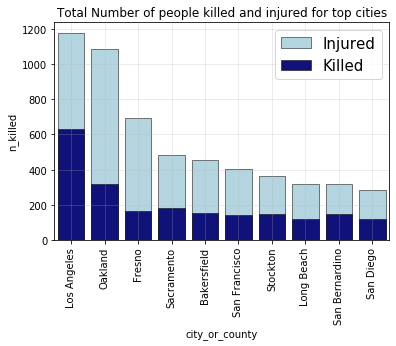 Total Number of people killed and injured for top cities
Injured
Killed
1200
1000
800
600
400
200
0
n_killed
Los Angeles
Oakland
Fresno
Sacramento
Bakersfield
San Francisco
Stockton
Long Beach
San Bernardino
San Diego
city_or_county